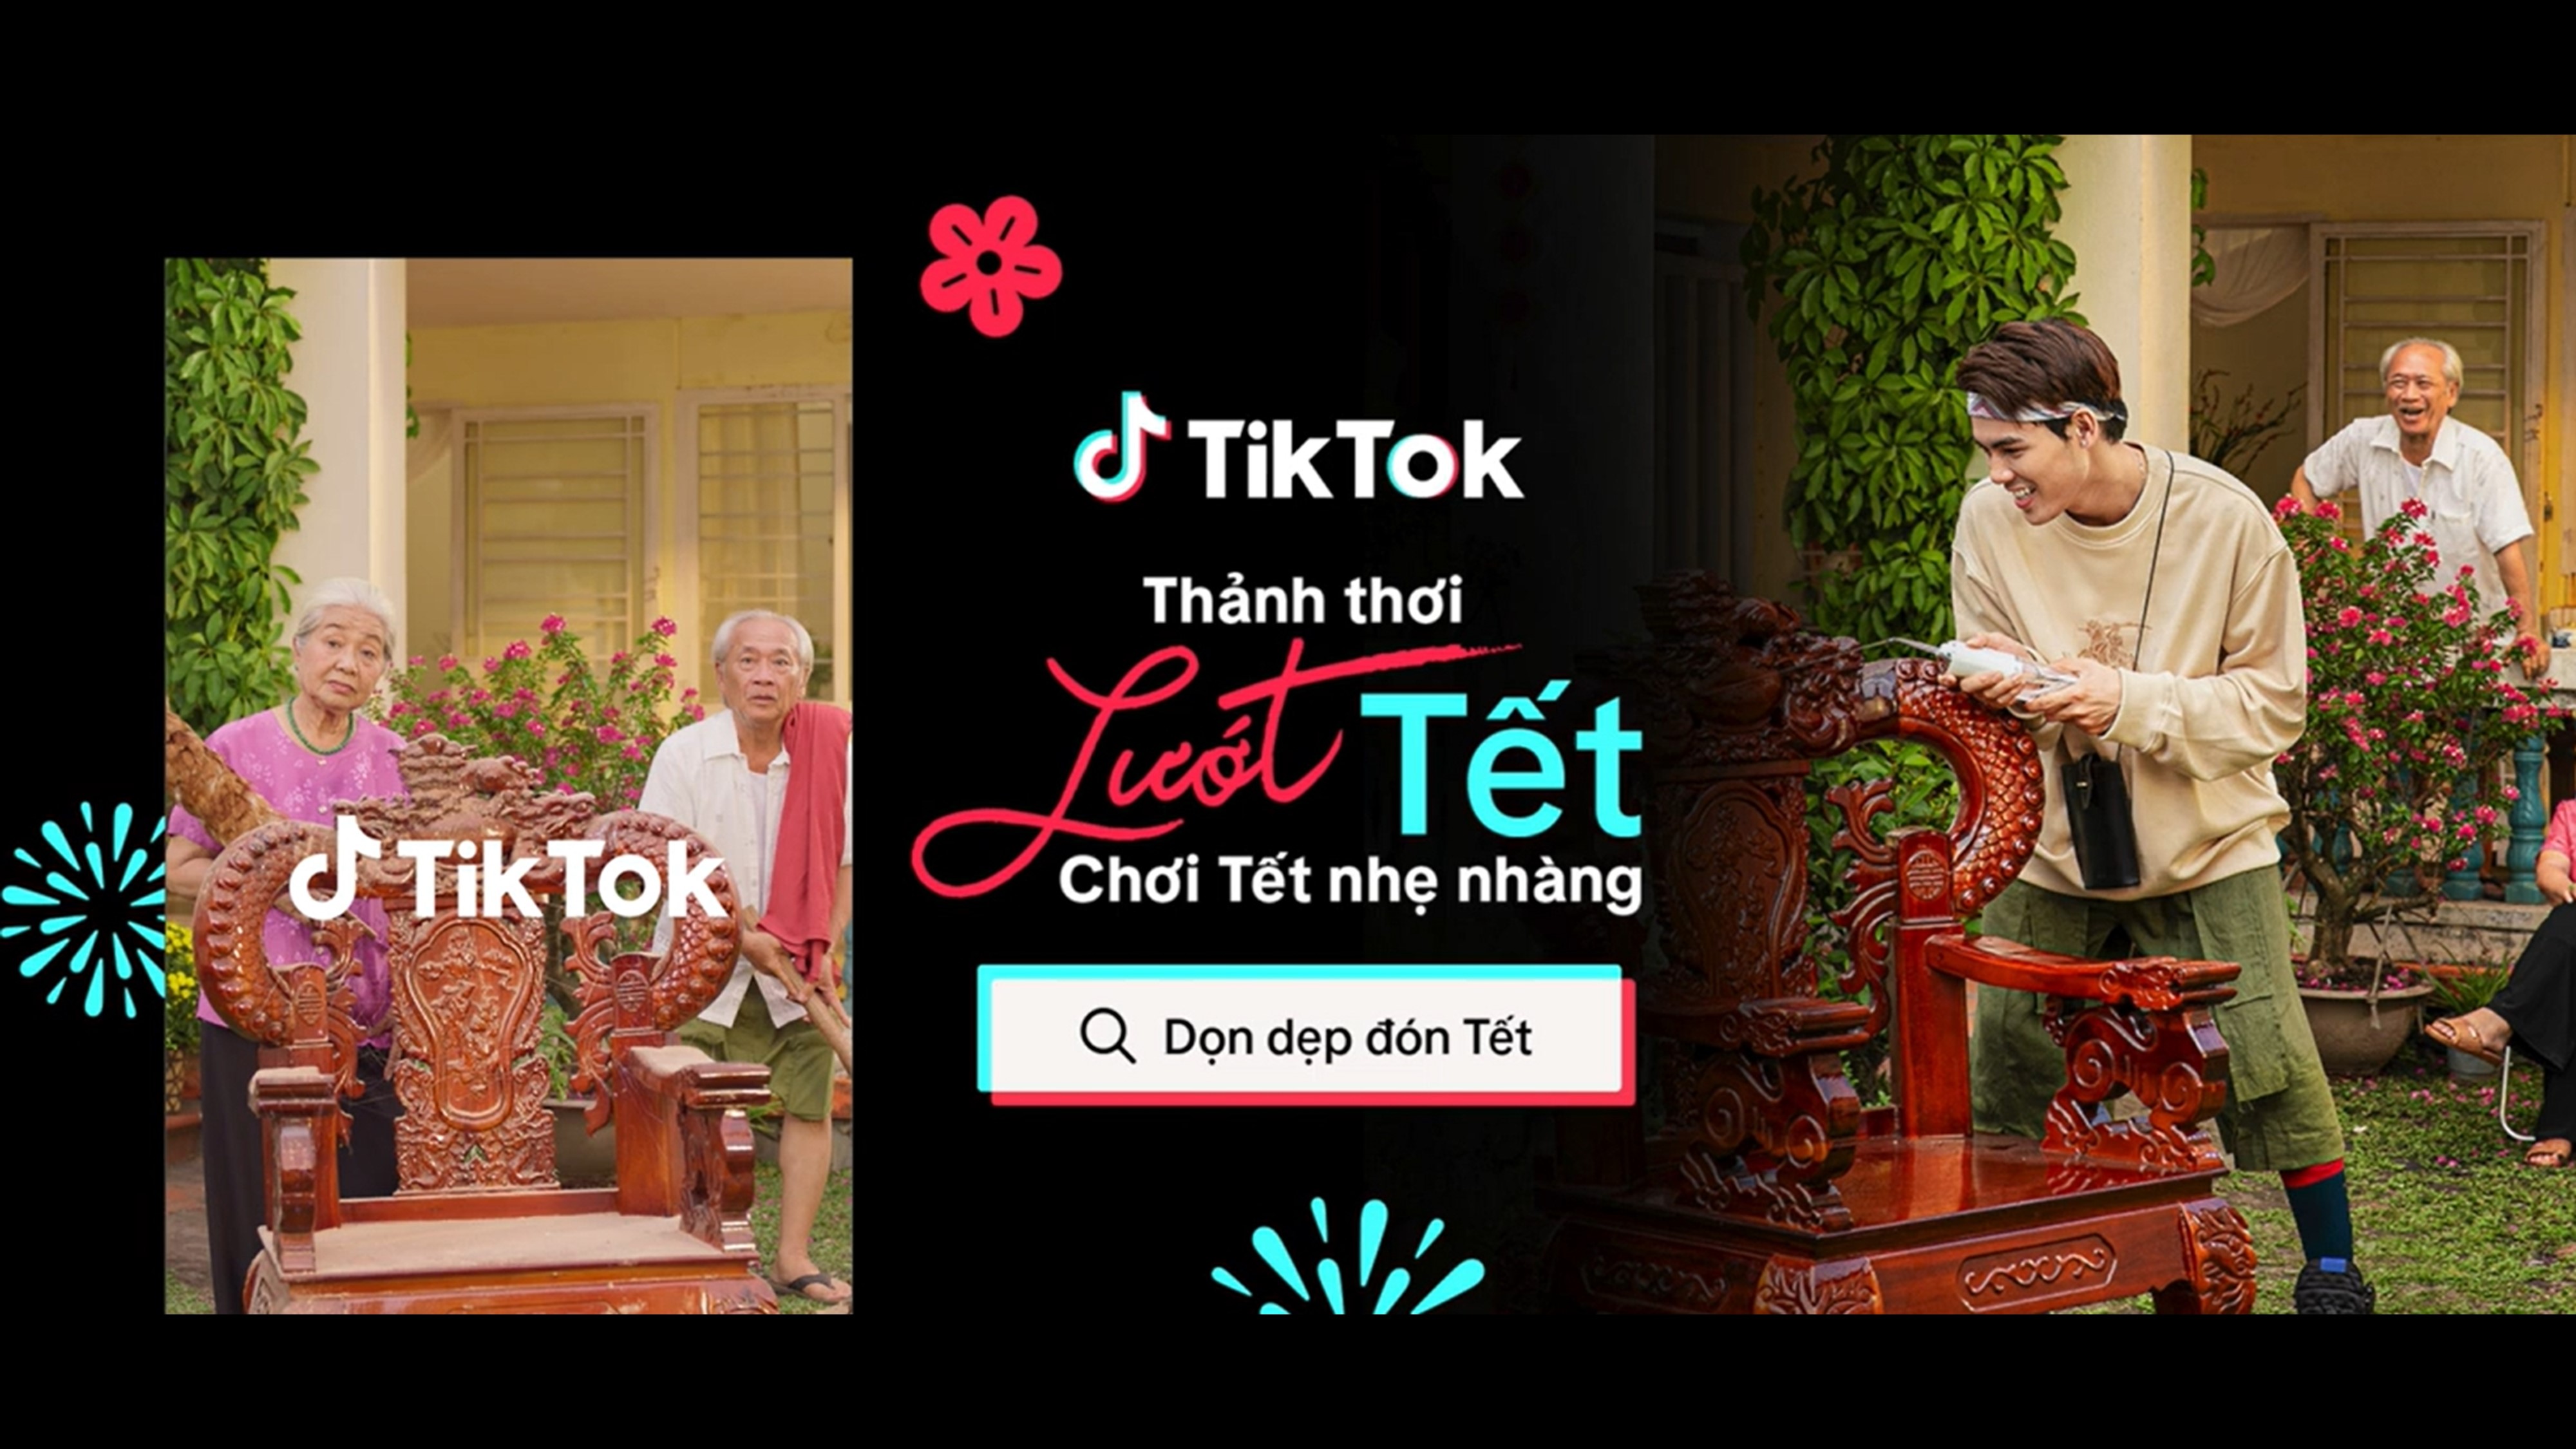 TikTok
TikTok
Thảnh thơi
Lướt Tết
Chơi Tết nhẹ nhàng
Dọn dẹp đón Tết